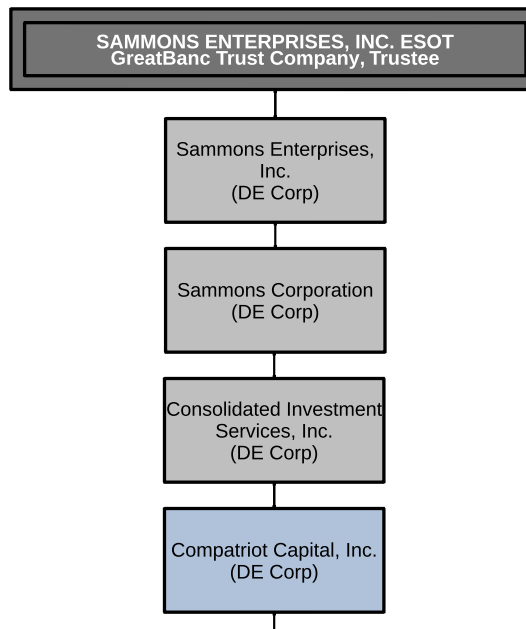 SAMMONS ENTERPRISES, INC. ESOT
GreatBanc Trust Company, Trustee
Sammons Enterprises,
Inc.
(DE Corp)
Sammons Corporation
(DE Corp)
Consolidated Investment
Services, Inc.
(DE Corp)
Compatriot Capital, Inc.
(DE Corp)